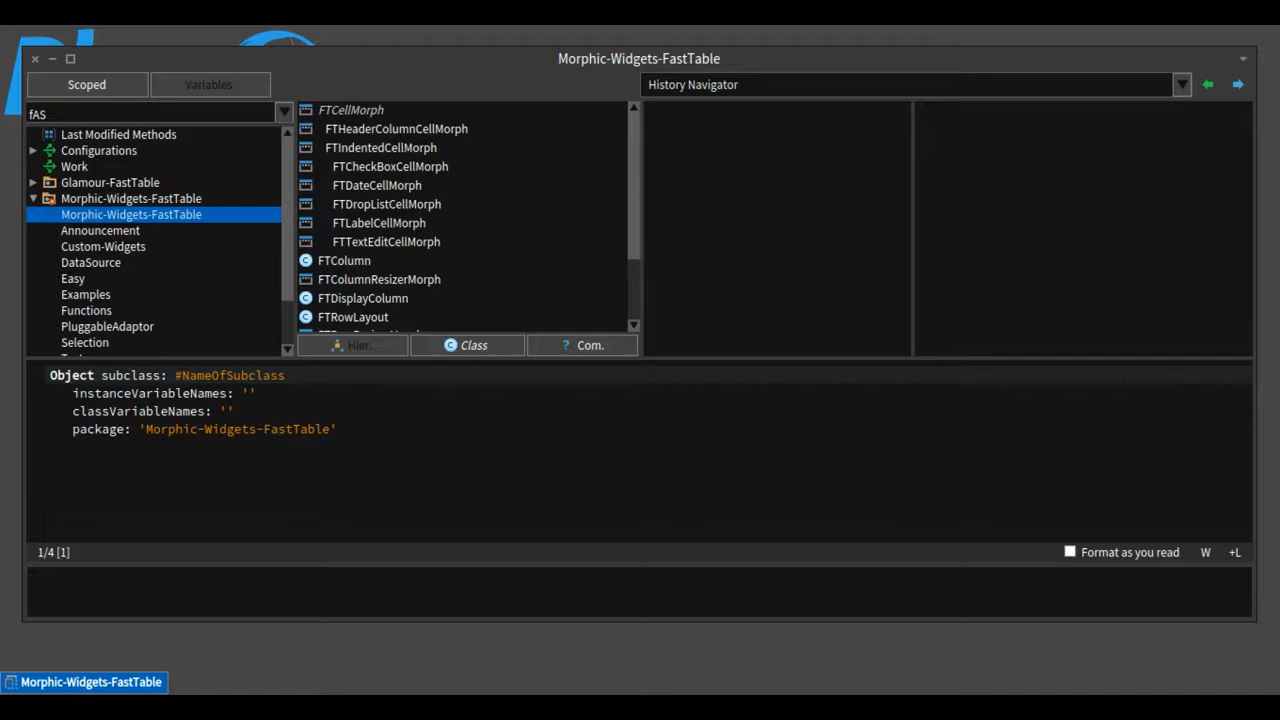 Morphic-Widgets-FastTable
Scoped
Variables
History Navigator
fAS
Last Modified Methods
Configurations
Work
Glamour-FastTable
Morphic-Widgets-FastTable
Morphic-Widgets-FastTable
Announcement
Custom-Widgets
DataSource
Easy
Examples
Functions
PluggableAdaptor
Selection
FTCellMorph
FTHeaderColumnCellMorph
FTIndentedCellMorph
FTCheckBoxCellMorph
FTDateCellMorph
FTDropListCellMorph
FTLabelCellMorph
FTTextEditCellMorph
FTColumn
FTColumnResizerMorph
FTDisplayColumn
FTRowLayout
Hier.
Class
? Com.
Object subclass: #NameOfSubclass
instanceVariableNames: ''
classVariableNames: ''
package: 'Morphic-Widgets-FastTable'
1/4 [1]
Format as you read
W
+L
Morphic-Widgets-FastTable